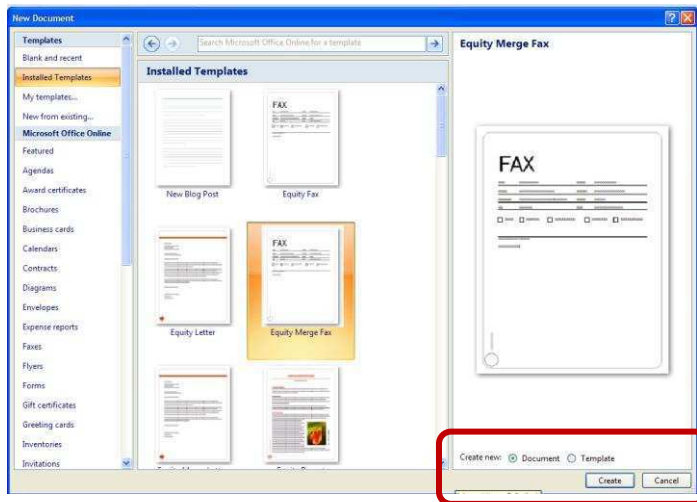 New Document
Templates
Blank and recent
Installed Templates
My templates...
New from existing...
Microsoft Office Online
Featured
Agendas
Award certificates
Brochures
Business cards
Calendars
Contracts
Diagrams
Envelopes
Expense reports
Faxes
Flyers
Forms
Gift certificates
Greeting cards
Inventories
Invitations
Search Microsoft Office Online for a template
Installed Templates
FAX
New Blog Post
Equity Fax
FAX
Equity Letter
Equity Merge Fax
Equity Merge Fax
FAX
Create new: Document Template
Create Cancel